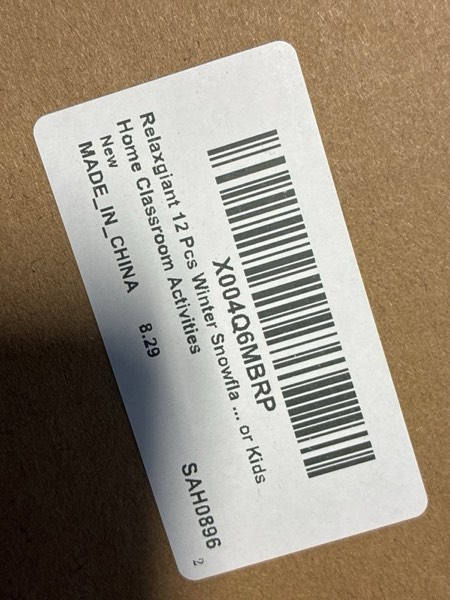 X004Q6MBRP
Relaxgiant 12 Pcs Winter Snowfla ... or Kids
Home Classroom Activities
New
MADE_IN_CHINA 8.29 SAH0896 2